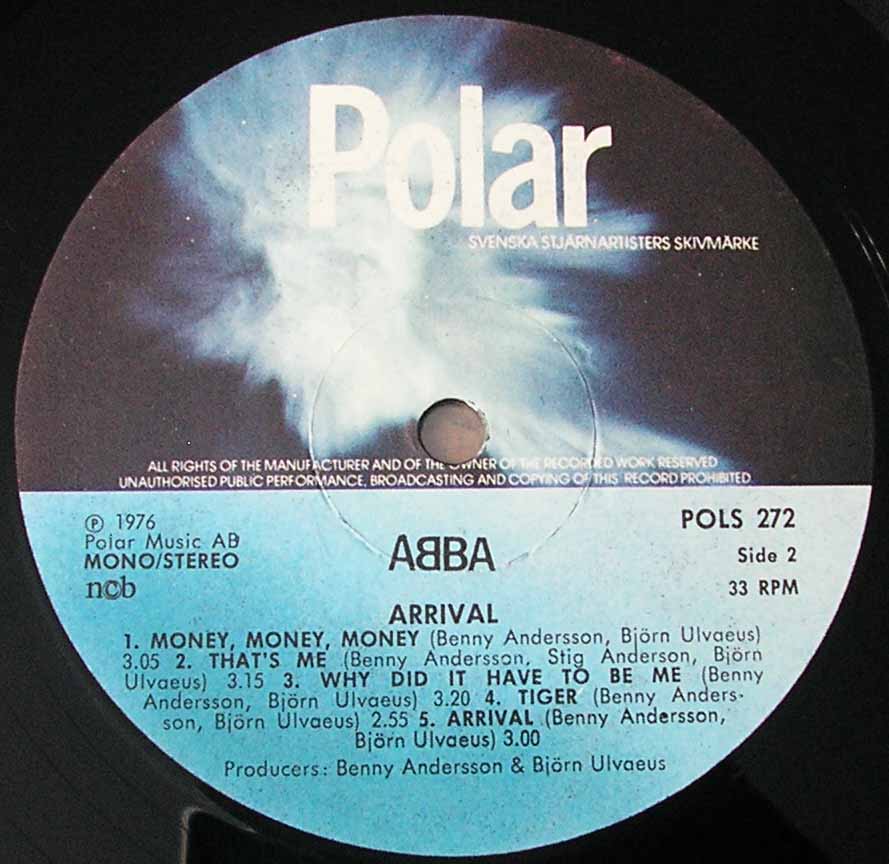 Polar
SVENSKA STJÄRNARTISTERS SKIVMÄRKE
ALL RIGHTS OF THE MANUFACTURER AND OF THE OWNER OF THE RECORDED WORK RESERVED
UNAUTHORISED PUBLIC PERFORMANCE, BROADCASTING AND COPYING OF THIS RECORD PROHIBITED
℗ 1976
Polar Music AB
MONO/STEREO
ncb
AᗺBA
POLS 272
Side 2
33 RPM
ARRIVAL
1. MONEY, MONEY, MONEY (Benny Andersson, Björn Ulvaeus)
3.05 2. THAT'S ME (Benny Andersson, Stig Anderson, Björn
Ulvaeus) 3.15 3. WHY DID IT HAVE TO BE ME (Benny
Andersson, Björn Ulvaeus) 3.20 4. TIGER (Benny Anders-
son, Björn Ulvaeus) 2.55 5. ARRIVAL (Benny Andersson,
Björn Ulvaeus) 3.00
Producers: Benny Andersson & Björn Ulvaeus